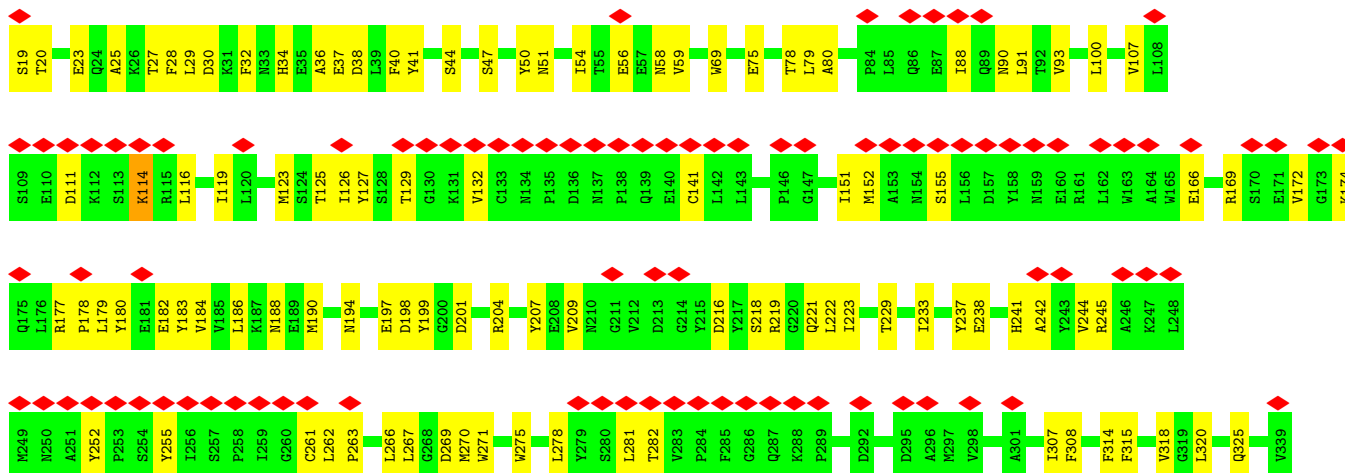 S19 T20 E23 Q24 A25 K26 T27 F28 L29 D30 K31 F32 N33 H34 E35 A36 E37 D38 L39 F40 Y41 S44 S47 Y50 N51 I54 T55 E56 E57 N58 V59 W69 E75 T78 L79 A80 P84 L85 Q86 E87 I88 Q89 N90 L91 T92 V93 L100 V107 L108
S109 E110 D111 K112 S113 K114 R115 L116 I119 L120 M123 S124 T125 I126 Y127 S128 T129 G130 K131 V132 C133 N134 P135 D136 N137 P138 Q139 E140 C141 L142 L143 P146 G147 I151 M152 A153 N154 S155 L156 D157 Y158 N159 E160 R161 L162 W163 A164 W165 E166 R169 S170 E171 V172 G173 K174
Q175 L176 R177 P178 L179 Y180 E181 E182 Y183 V184 V185 L186 K187 N188 E189 M190 N194 E197 D198 Y199 G200 D201 R204 Y207 E208 V209 N210 G211 V212 D213 G214 Y215 D216 Y217 S218 R219 G220 Q221 L222 I223 T229 I233 Y237 E238 H241 A242 Y243 V244 R245 A246 K247 L248
M249 N250 A251 Y252 P253 S254 Y255 I256 S257 P258 I259 G260 C261 L262 P263 L266 L267 G268 D269 M270 W271 W275 L278 Y279 S280 L281 T282 V283 P284 F285 G286 Q287 K288 P289 D292 D295 A296 M297 V298 A301 I307 F308 F314 F315 V318 G319 L320 Q325 V339